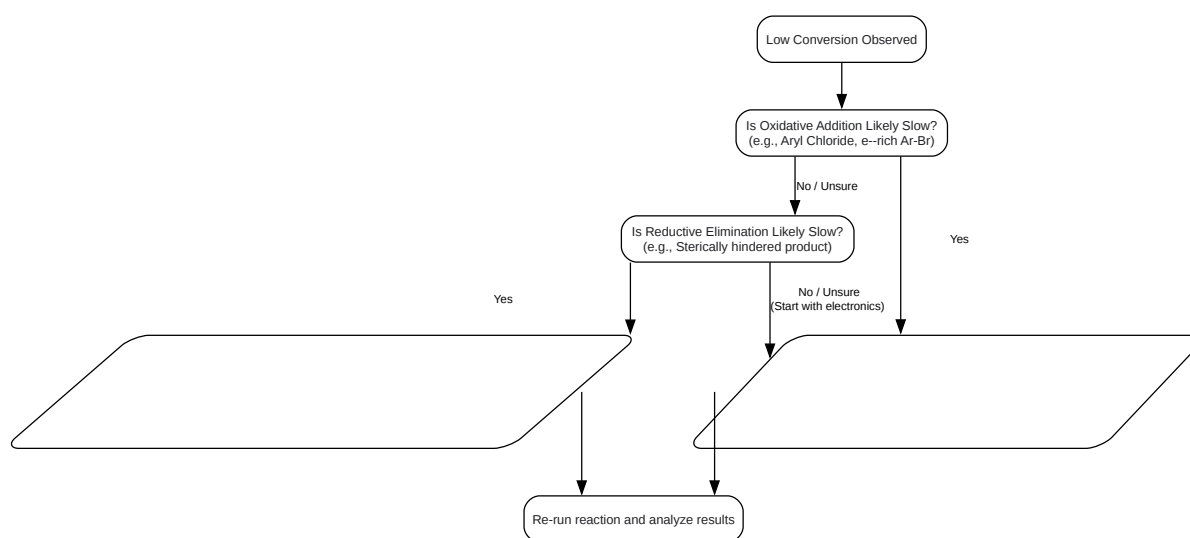 Low Conversion Observed
Is Oxidative Addition Likely Slow?
(e.g., Aryl Chloride, e--rich Ar-Br)
No / Unsure
Is Reductive Elimination Likely Slow?
(e.g., Sterically hindered product)
Yes
Yes
No / Unsure
(Start with electronics)
Re-run reaction and analyze results